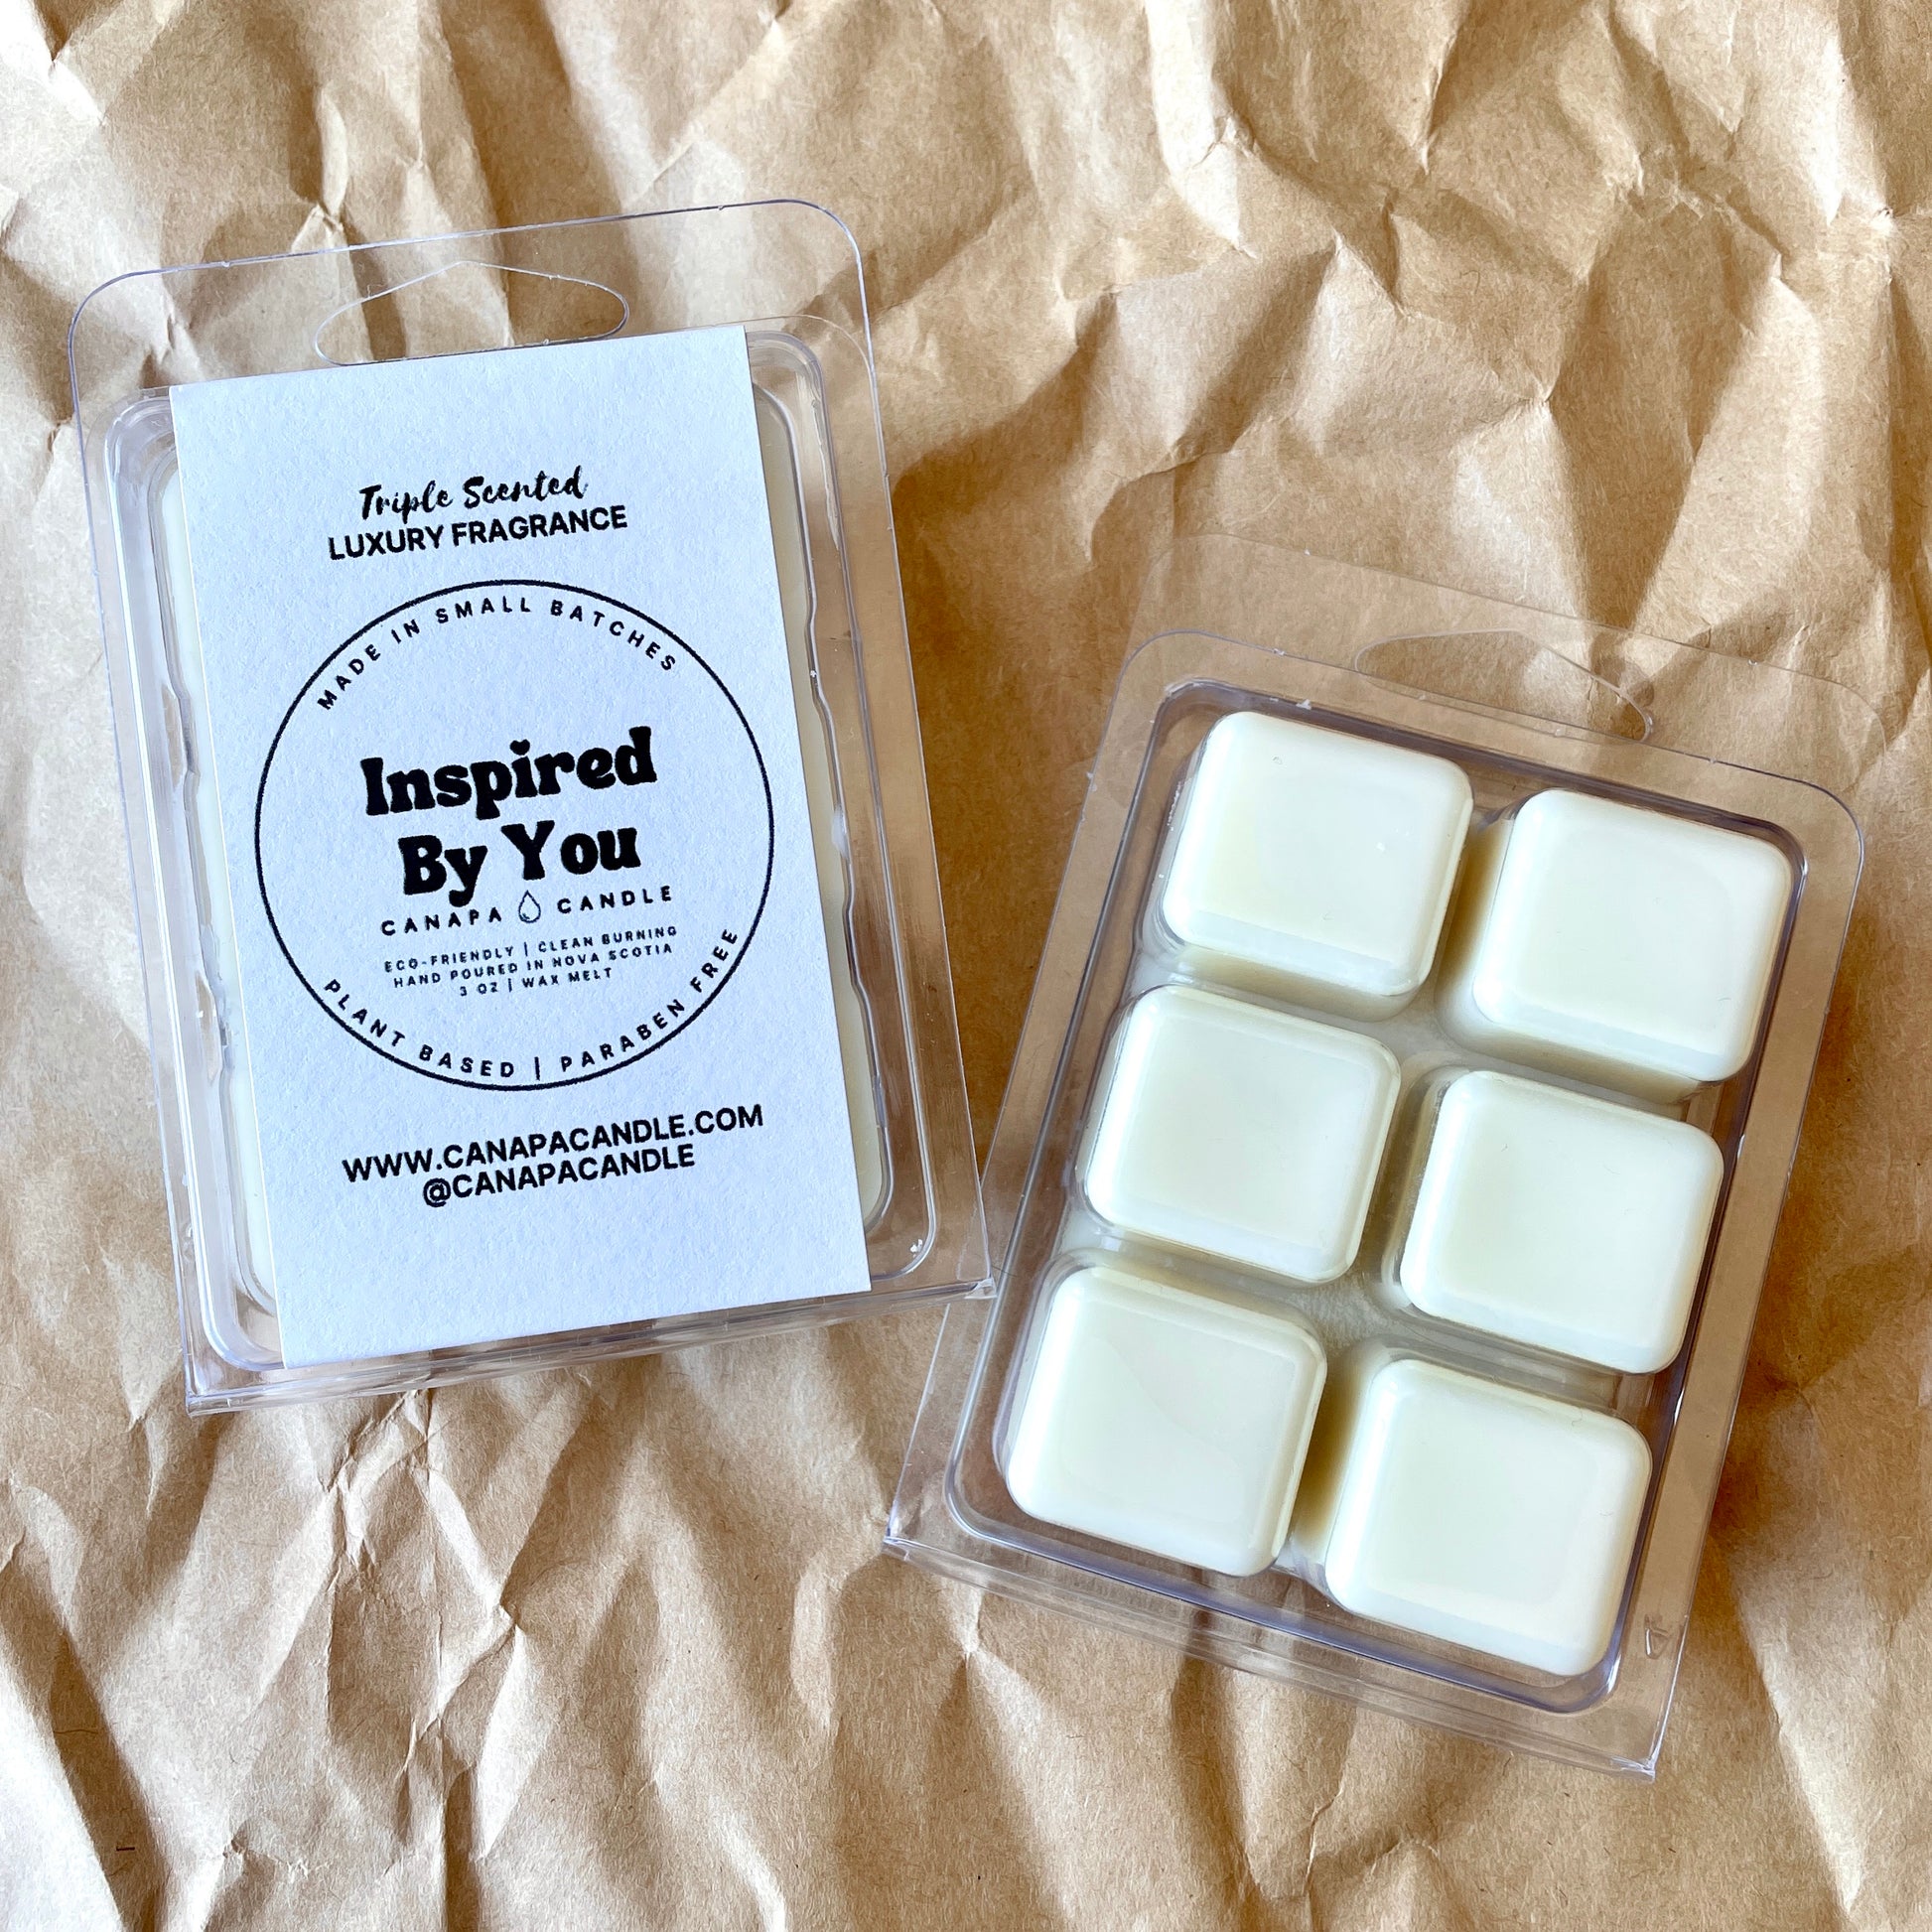 Triple Scented
LUXURY FRAGRANCE
MADE IN SMALL BATCHES
Inspired
By You
CANAPA CANDLE
ECO-FRIENDLY | CLEAN BURNING
HAND POURED IN NOVA SCOTIA
3 OZ | WAX MELT
PLANT BASED | PARABEN FREE
WWW.CANAPACANDLE.COM
@CANAPACANDLE